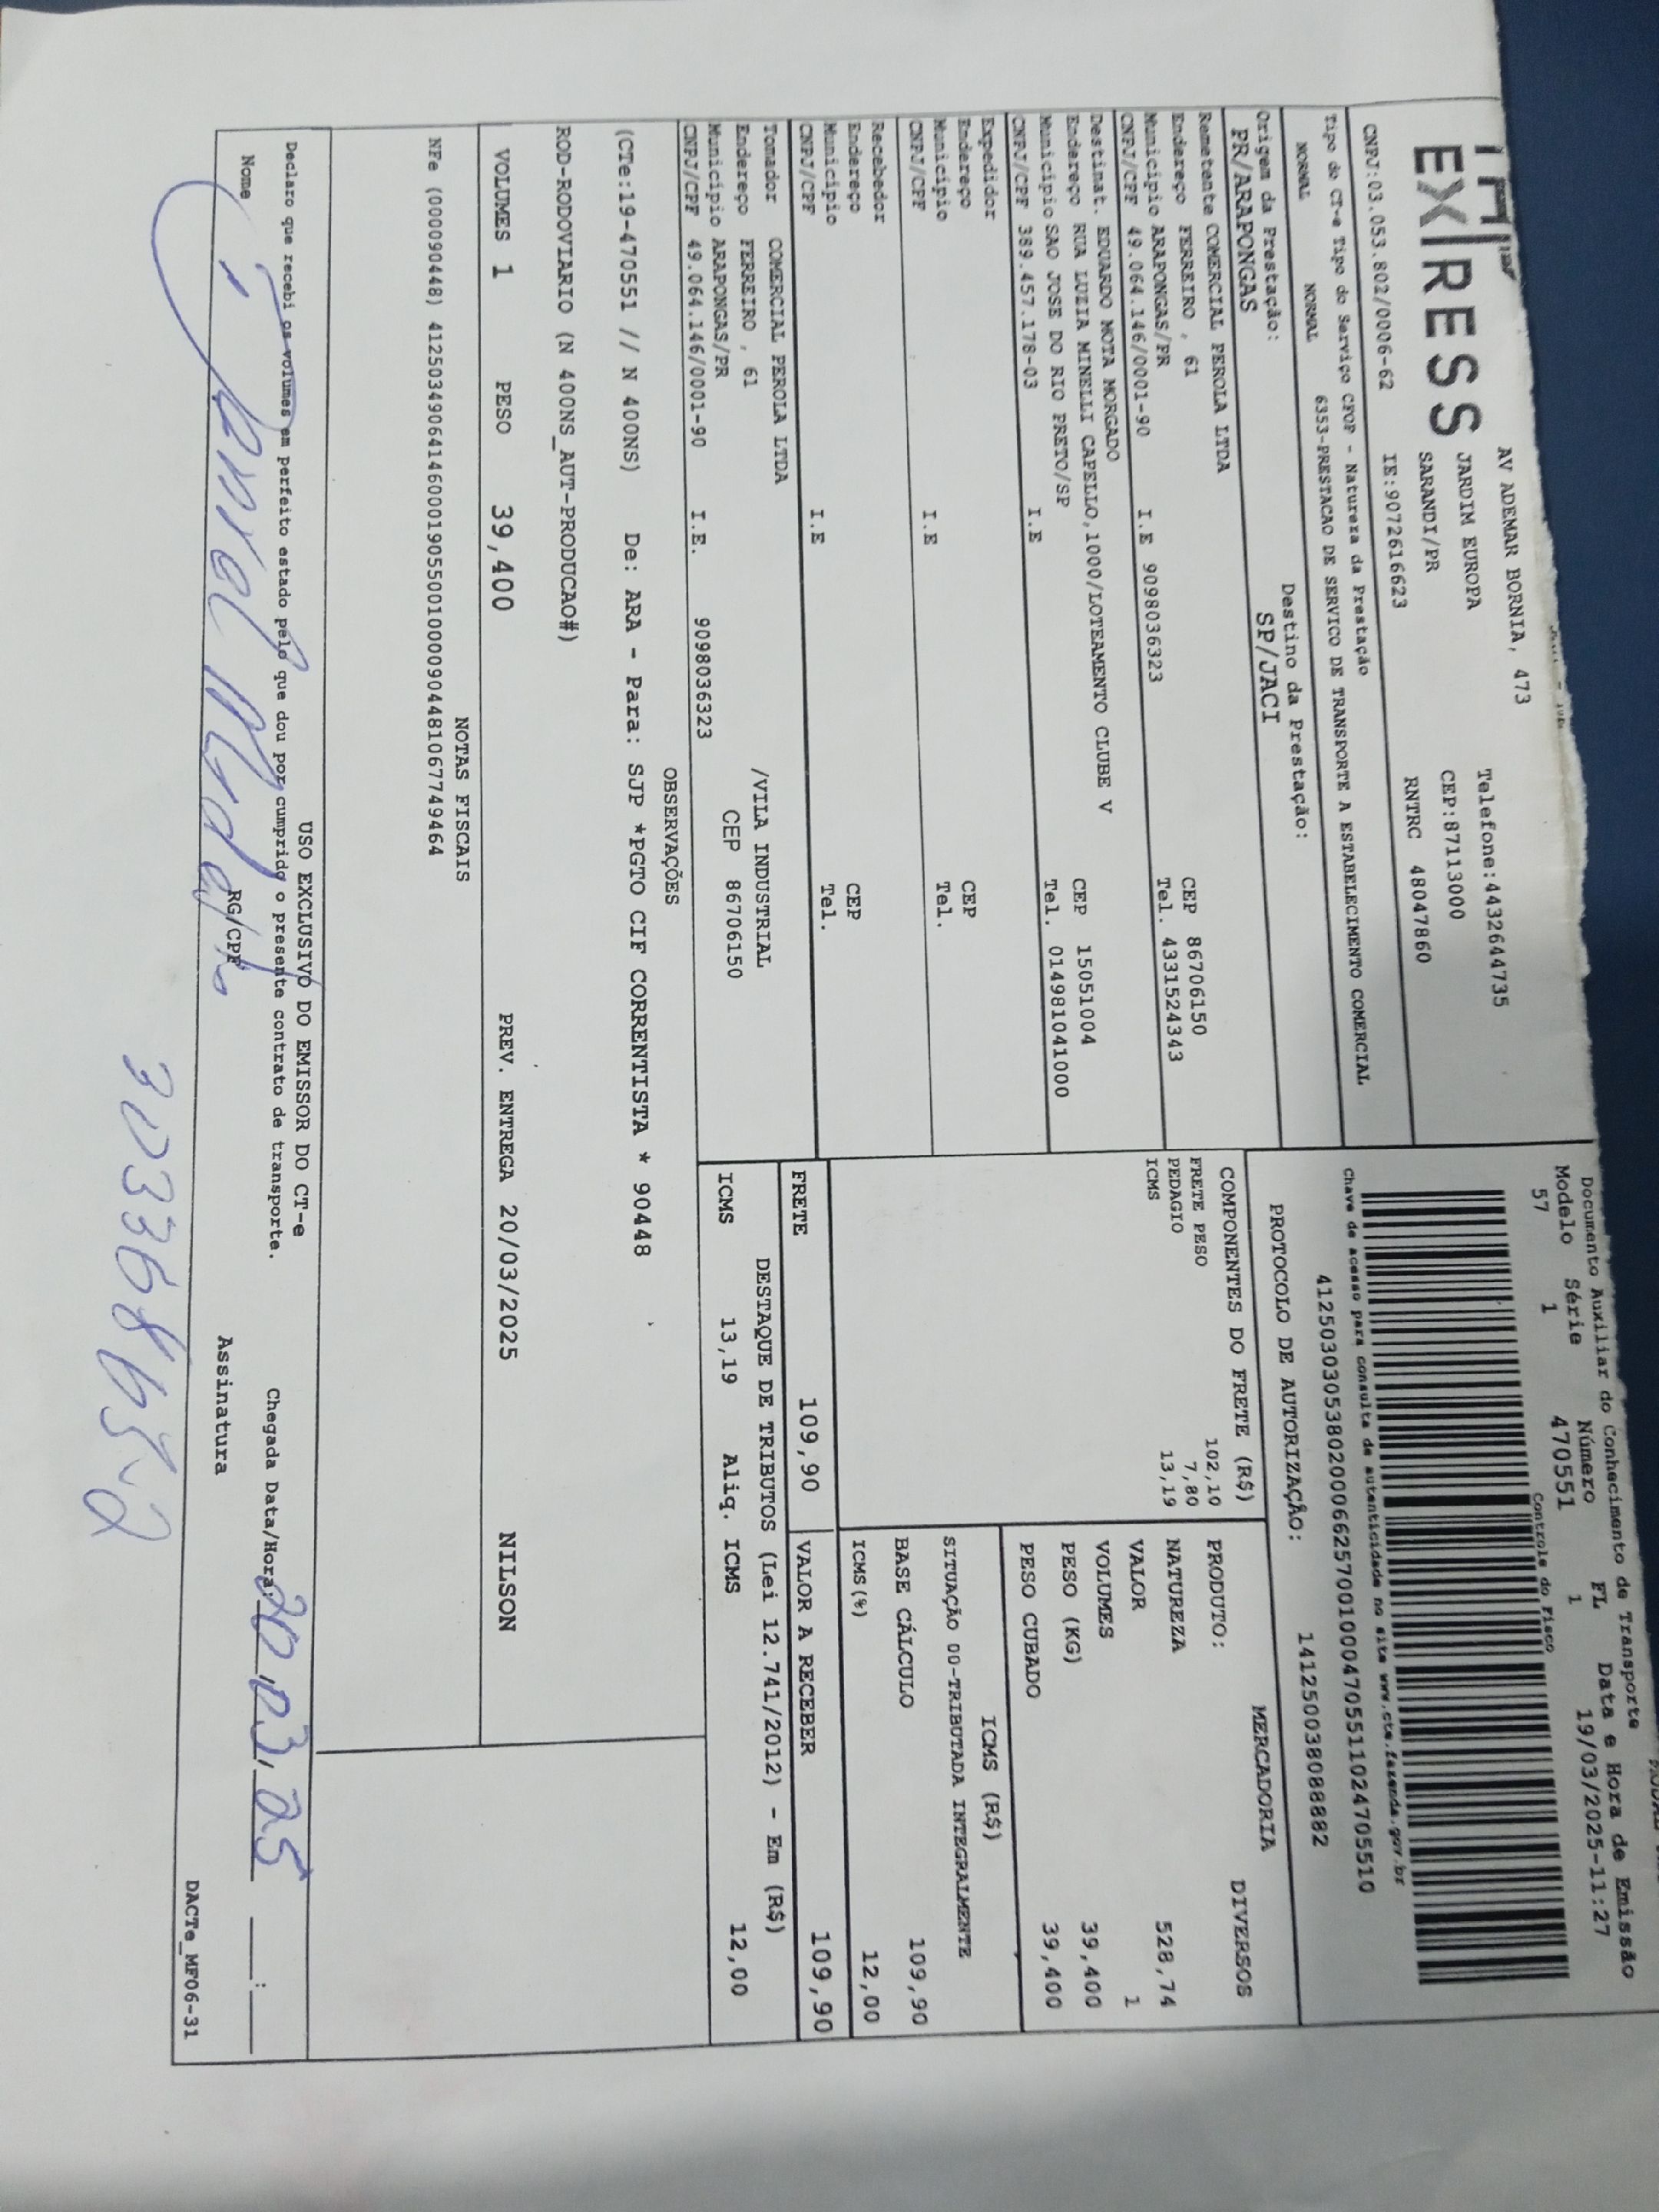 EXPRESS
AV ADEMAR BORNIA, 473
JARDIM EUROPA
SARANDI/PR
Telefone:4432644735
CEP:87113000
RNTRC 48047860
CNPJ:03.053.802/0006-62 IE:9072616623
Tipo do CT-e Tipo do Serviço CFOP - Natureza da Prestação
NORMAL NORMAL 6353-PRESTACAO DE SERVICO DE TRANSPORTE A ESTABELECIMENTO COMERCIAL
Origem da Prestação: Destino da Prestação:
PR/ARAPONGAS SP/JACI
Remetente COMERCIAL PEROLA LTDA
Endereço FERREIRO , 61 CEP 86706150
Município ARAPONGAS/PR Tel. 4331524343
CNPJ/CPF 49.064.146/0001-90 I.E 9098036323
Destinat. EDUARDO MOTA MORGADO
Endereço RUA LUZIA MINELLI CAPELLO,1000/LOTEAMENTO CLUBE V CEP 15051004
Município SAO JOSE DO RIO PRETO/SP Tel. 014981041000
CNPJ/CPF 389.457.178-03 I.E
Expedidor
Endereço CEP
Município Tel.
CNPJ/CPF I.E
Recebedor
Endereço CEP
Município Tel.
CNPJ/CPF I.E
Tomador COMERCIAL PEROLA LTDA
Endereço FERREIRO , 61 /VILA INDUSTRIAL
Município ARAPONGAS/PR CEP 86706150
CNPJ/CPF 49.064.146/0001-90 I.E. 9098036323
Documento Auxiliar do Conhecimento de Transporte
Modelo Série Número FL Data e Hora de Emissão
57 1 470551 1 19/03/2025-11:27
Controle do Fisco
Chave de acesso para consulta de autenticidade no site www.cte.fazenda.gov.br
41250303053802000662570010004705511024705510
PROTOCOLO DE AUTORIZAÇÃO: 141250038088882
COMPONENTES DO FRETE (R$)
FRETE PESO 102,10
PEDAGIO 7,80
ICMS 13,19
MERCADORIA
PRODUTO: DIVERSOS
NATUREZA
VALOR 528,74
VOLUMES 1
PESO (KG) 39,400
PESO CUBADO 39,400
ICMS (R$)
SITUAÇÃO 00-TRIBUTADA INTEGRALMENTE
BASE CÁLCULO 109,90
ICMS(%) 12,00
FRETE 109,90 VALOR A RECEBER 109,90
DESTAQUE DE TRIBUTOS (Lei 12.741/2012) - Em (R$)
ICMS 13,19 Aliq. ICMS 12,00
OBSERVAÇÕES
(CTe:19-470551 // N 400NS) De: ARA - Para: SJP *PGTO CIF CORRENTISTA * 90448
ROD-RODOVIARIO (N 400NS_AUT-PRODUCAO#)
VOLUMES 1 PESO 39,400 PREV. ENTREGA 20/03/2025 NILSON
NOTAS FISCAIS
NFe (000090448) 41250349064146000190550010000904481067749464
USO EXCLUSIVO DO EMISSOR DO CT-e
Declaro que recebi os volumes em perfeito estado pelo que dou por cumprido o presente contrato de transporte.
Chegada Data/Hora: 20,03,25 :
Nome RG/CPF Assinatura
DACTe_MF06-31